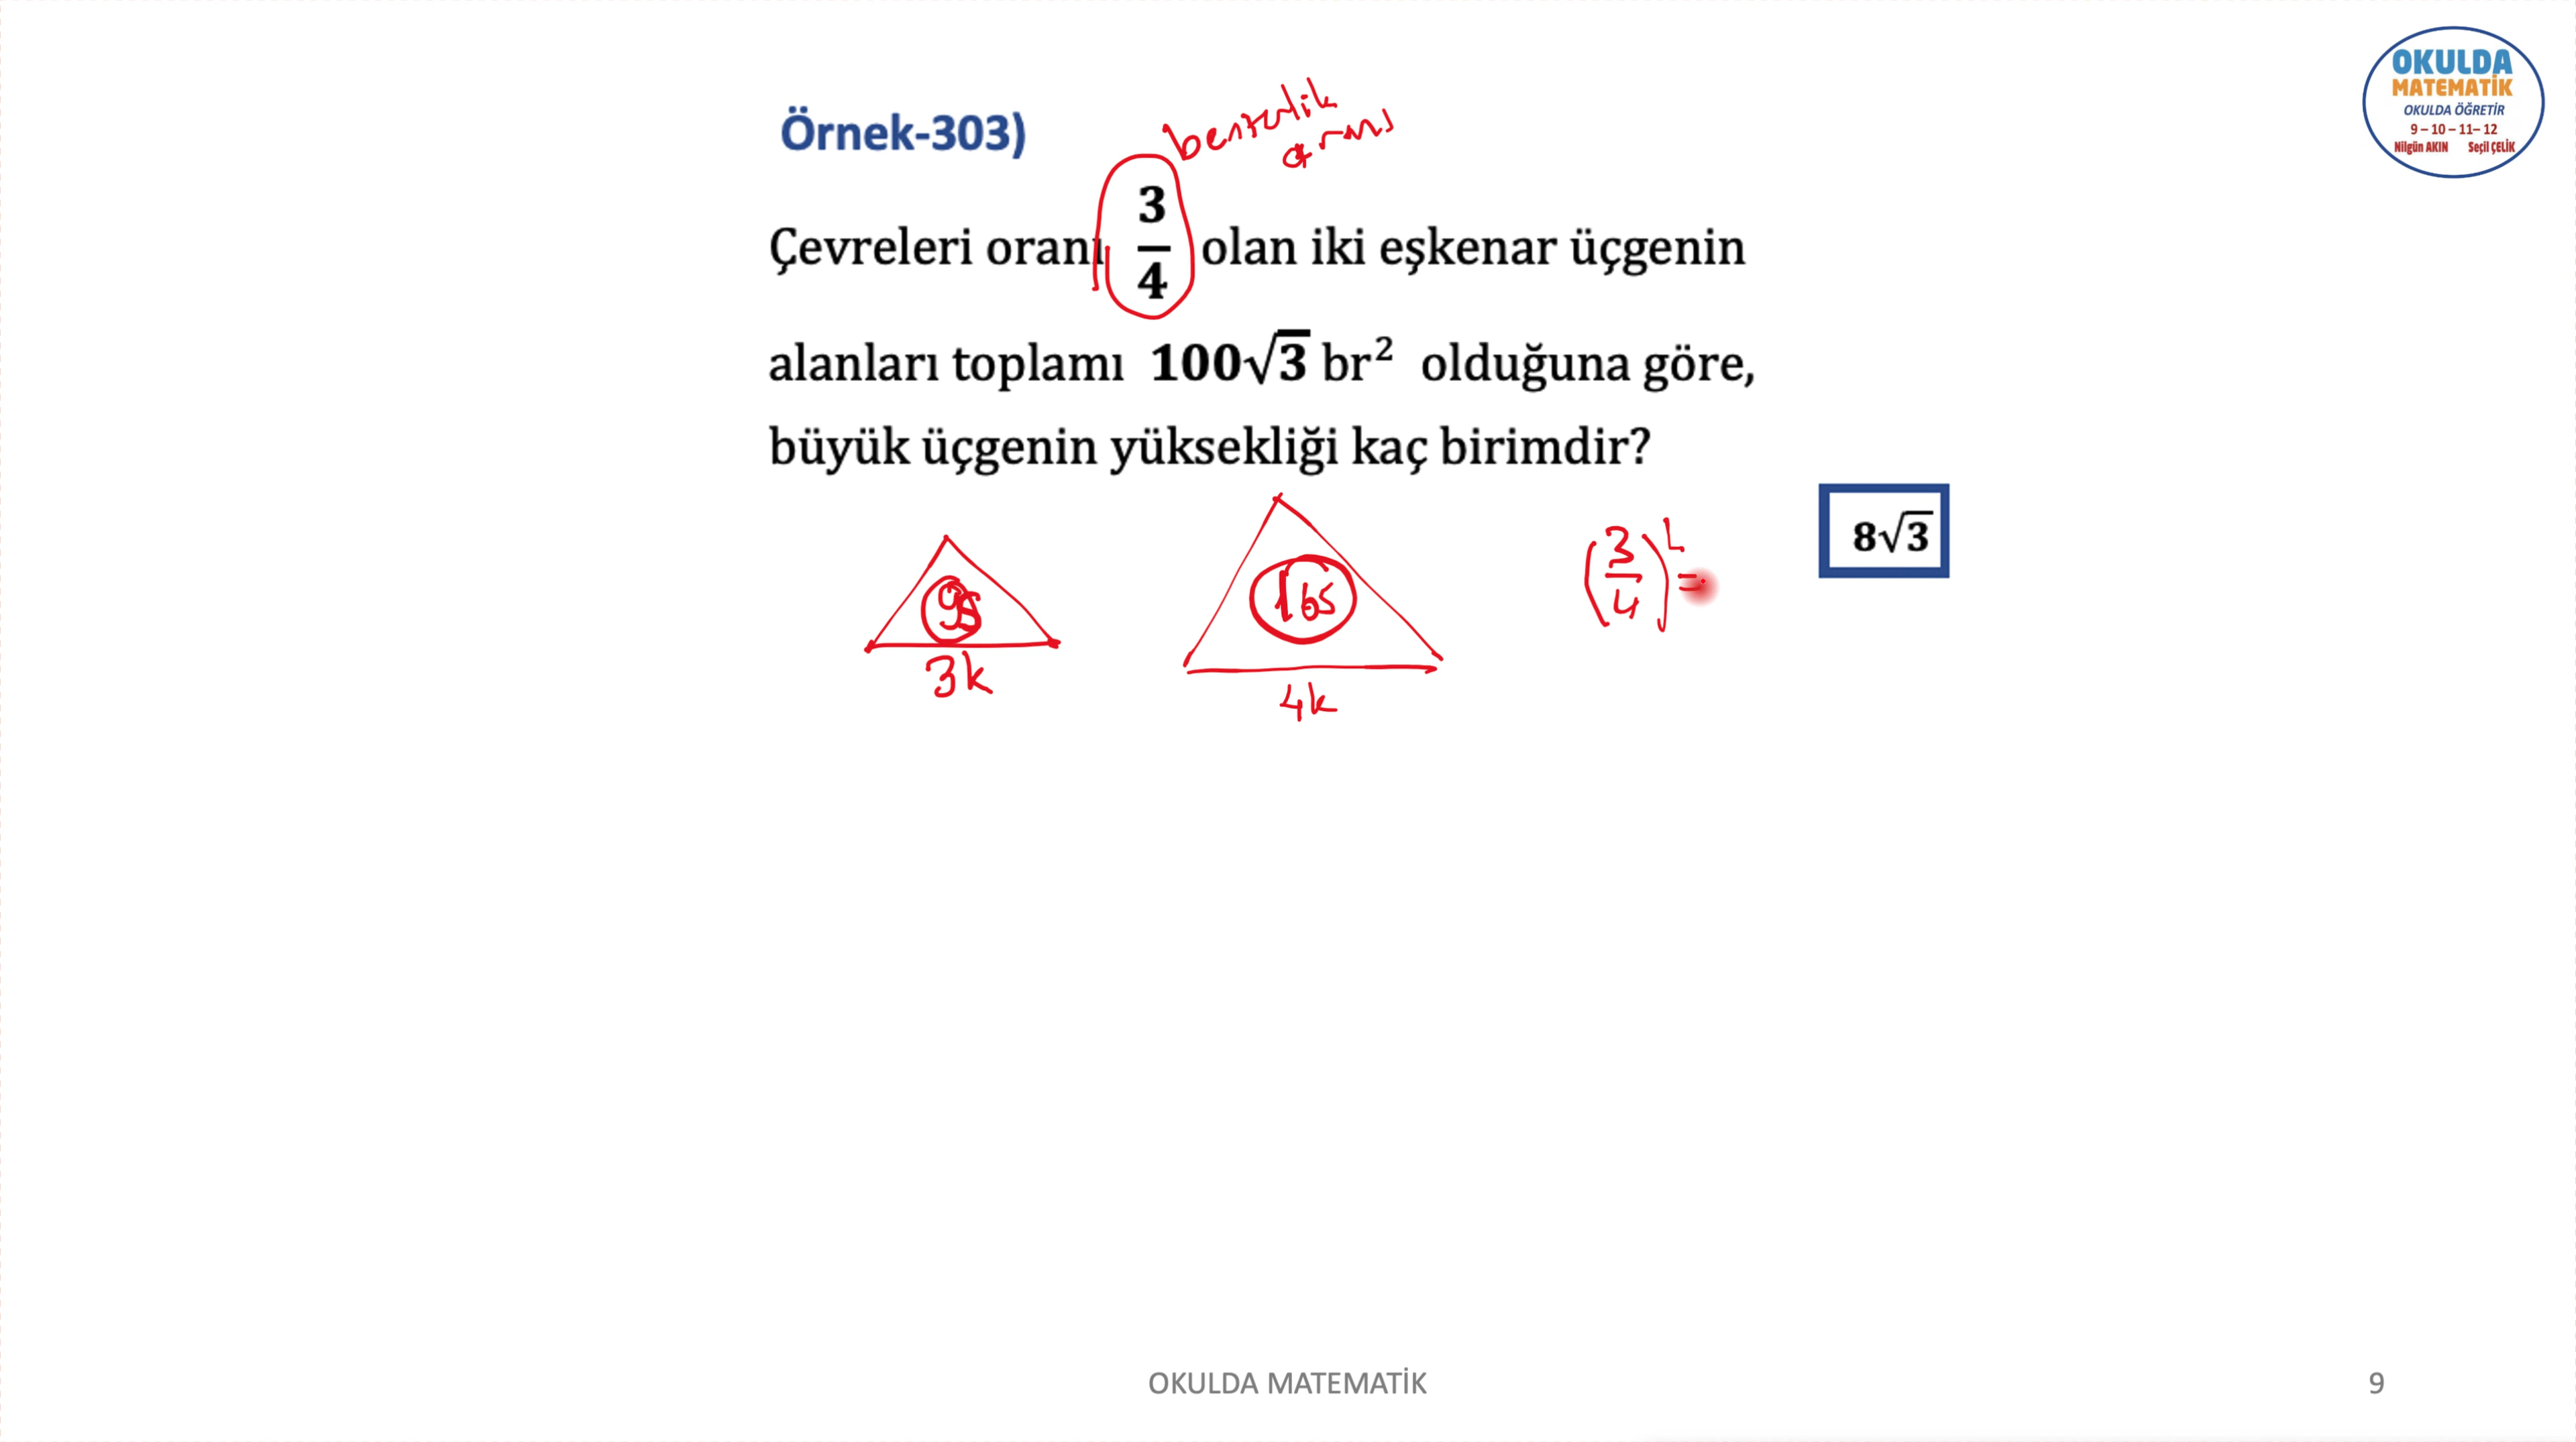 OKULDA
MATEMATİK
OKULDA ÖĞRETİR
9 – 10 – 11– 12
Nilgün AKIN Seçil ÇELİK
Örnek-303)
benzerlik
oranı
Çevreleri oranı 3/4 olan iki eşkenar üçgenin
alanları toplamı 100√3 br² olduğuna göre,
büyük üçgenin yüksekliği kaç birimdir?
8√3
9S
16S
(3/4)² =
3k
4k
OKULDA MATEMATİK
9